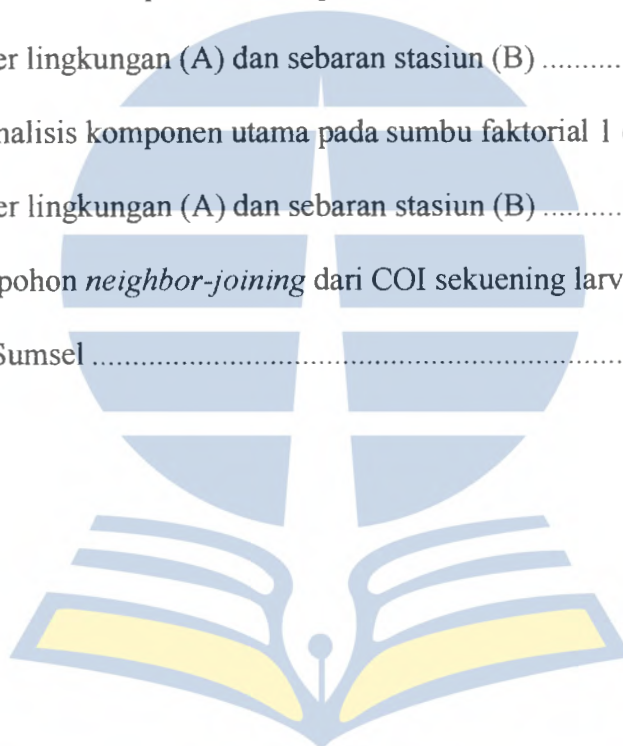 er lingkungan (A) dan sebaran stasiun (B) ............
nalisis komponen utama pada sumbu faktorial 1
er lingkungan (A) dan sebaran stasiun (B) ............
pohon neighbor-joining dari COI sekuening larv
Sumsel ............................................................................